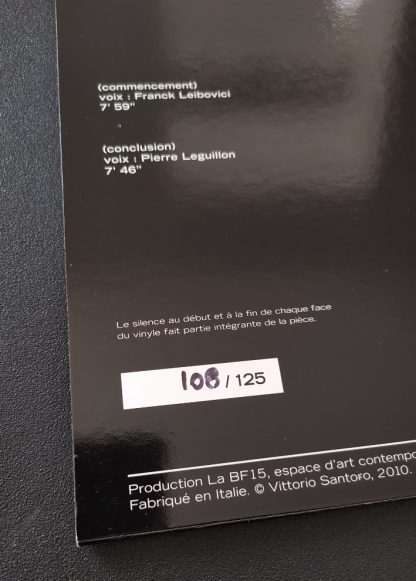 (commencement)
voix : Franck Leibovici
7' 59"
(conclusion)
voix : Pierre Leguillon
7' 46"
Le silence au début et à la fin de chaque face
du vinyle fait partie intégrante de la pièce.
108 / 125
Production La BF15, espace d'art contempo
Fabriqué en Italie. © Vittorio Santoro, 2010.